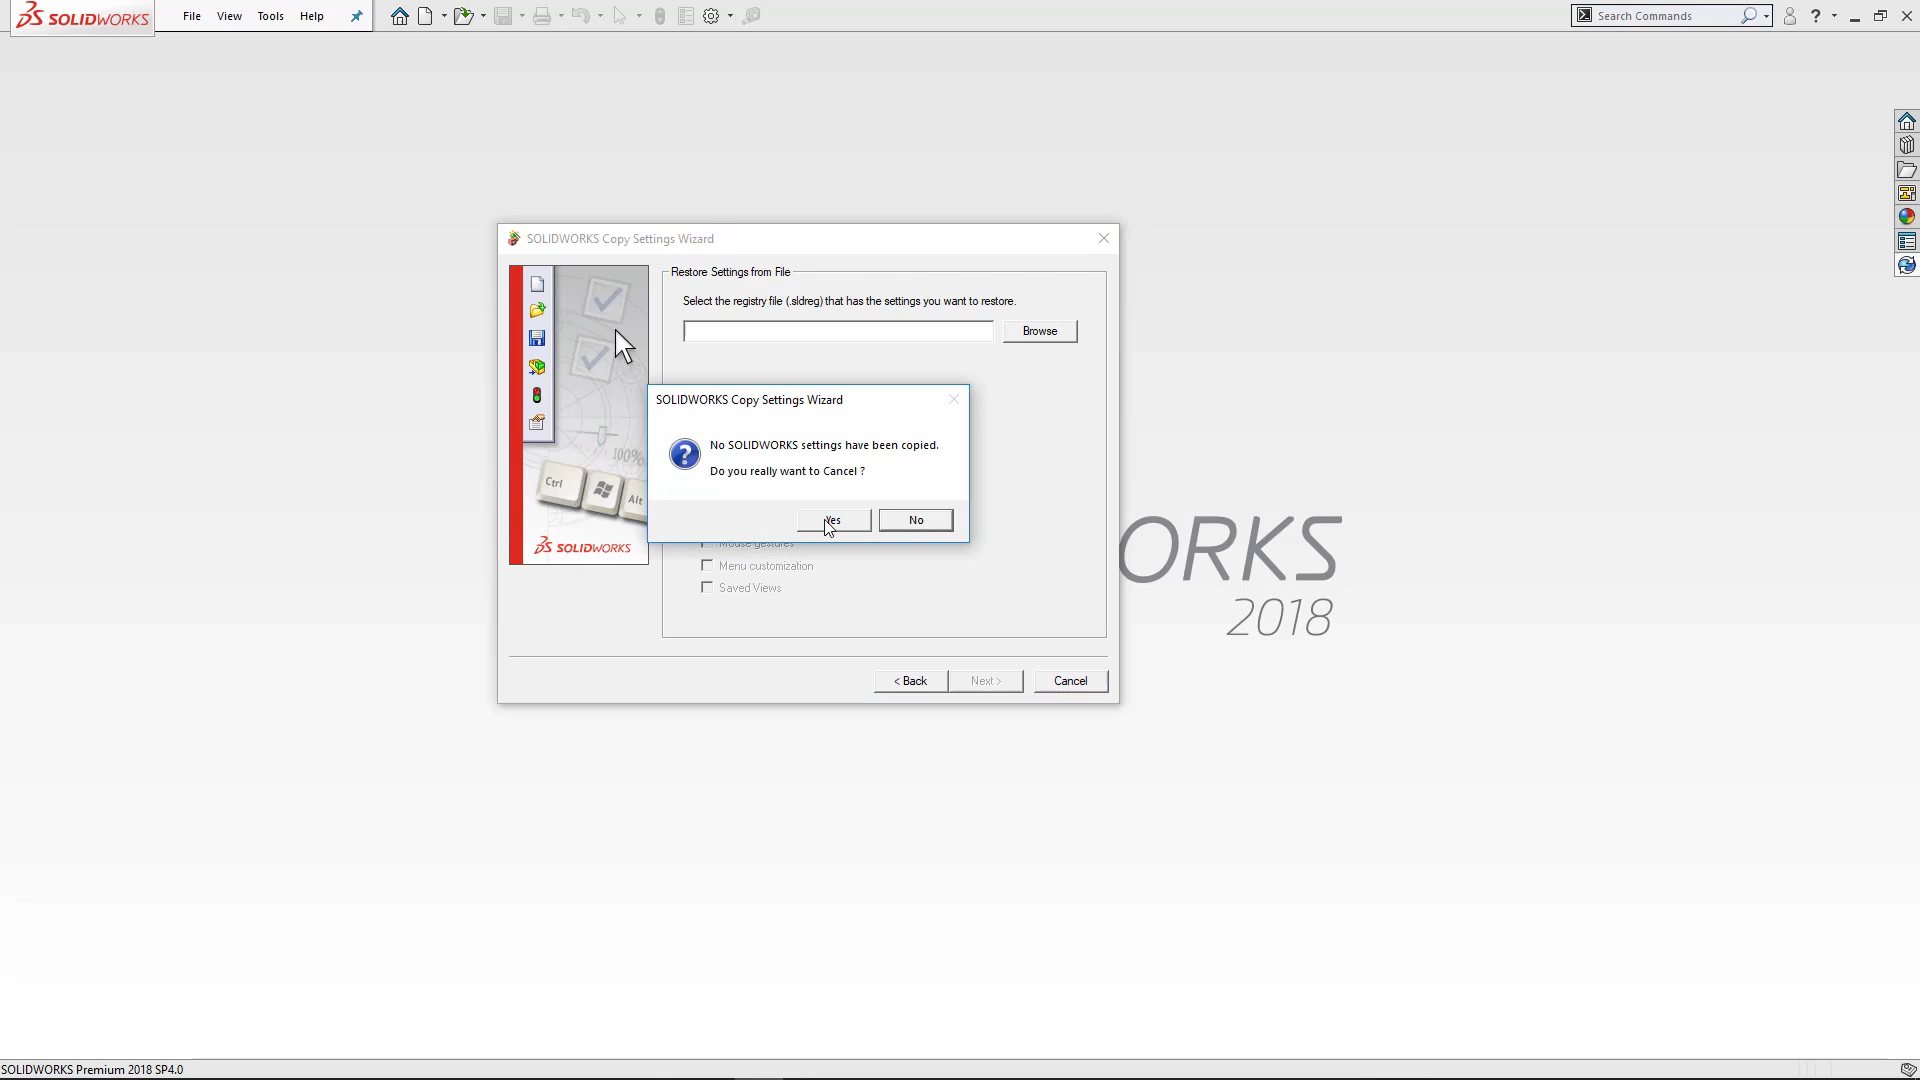 SOLIDWORKS
File View Tools Help
Search Commands
?
SOLIDWORKS Copy Settings Wizard
Restore Settings from File
Select the registry file (.sldreg) that has the settings you want to restore.
Browse
SOLIDWORKS Copy Settings Wizard
No SOLIDWORKS settings have been copied.
Do you really want to Cancel ?
Yes No
100%
Ctrl Alt
SOLIDWORKS
Mouse gestures
Menu customization
Saved Views
ORKS
2018
< Back Next > Cancel
SOLIDWORKS Premium 2018 SP4.0